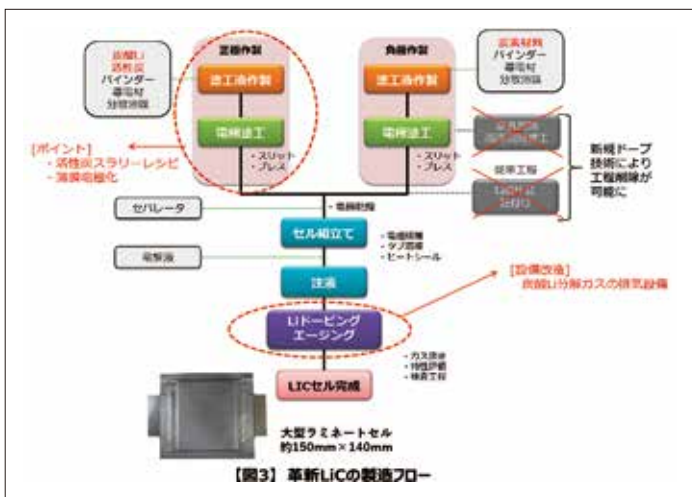 正極作製
負極作製
炭酸Li
活性炭
バインダー
導電材
分散溶媒
塗工液作製
電極塗工
・スリット
・プレス
炭素材料
バインダー
導電材
分散溶媒
塗工液作製
電極塗工
・スリット
・プレス
従来工程
新規ドープ
技術により
工程削除が
可能に
[ポイント]
・活性炭スラリーレシピ
・薄膜電極化
セパレータ
・電極乾燥
セル組立て
・電極積層
・タブ溶接
・ヒートシール
電解液
注液
[設備改造]
炭酸Li分解ガスの排気設備
Liドーピング
エージング
・ガス排気
・特性評価
・検査工程
LICセル完成
大型ラミネートセル
約150mm×140mm
【図3】革新LiCの製造フロー